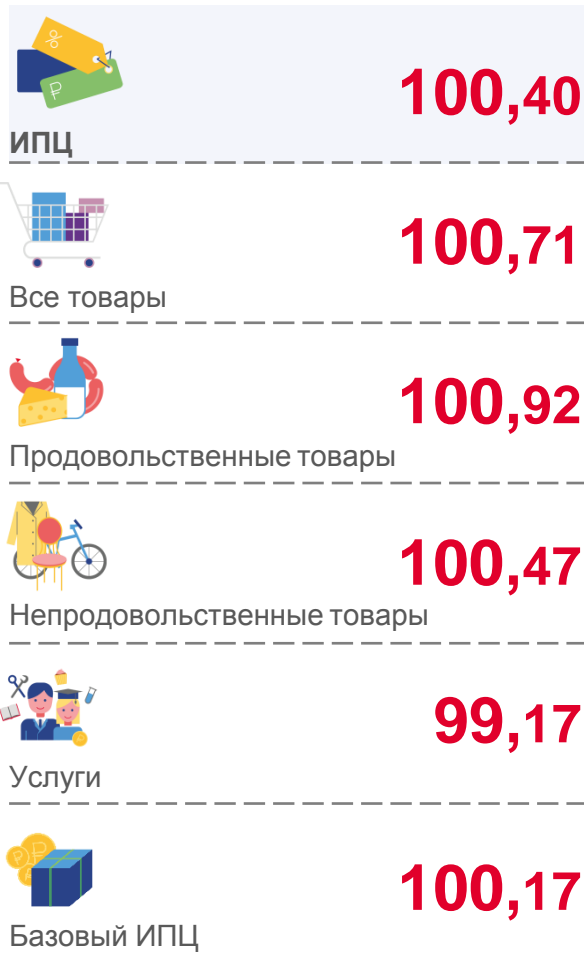 %
₽
100,40
ИПЦ
100,71
Все товары
100,92
Продовольственные товары
100,47
Непродовольственные товары
99,17
Услуги
₽ ₽
100,17
Базовый ИПЦ